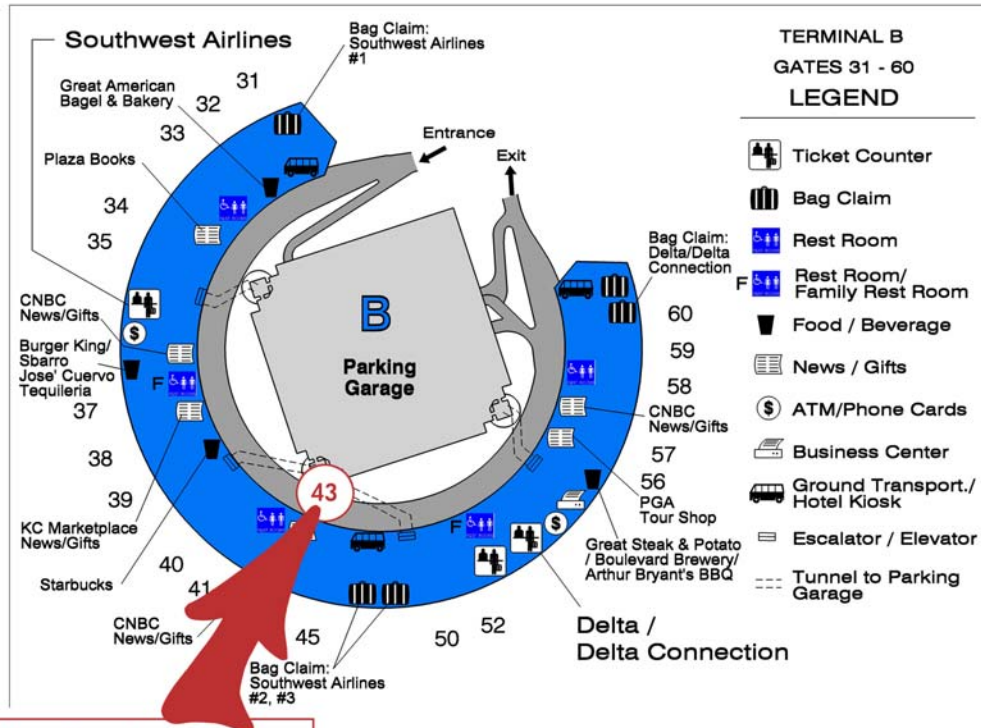 Southwest Airlines
Bag Claim:
Southwest Airlines
#1
Great American
Bagel & Bakery
31
32
33
Plaza Books
34
35
Entrance
Exit
CNBC
News/Gifts
Burger King/
Sbarro
Jose' Cuervo
Tequileria
37
38
39
KC Marketplace
News/Gifts
Starbucks
40
41
CNBC
News/Gifts
43
45
Bag Claim:
Southwest Airlines
#2, #3
50
52
B
Parking
Garage
F
F
$
$
Bag Claim:
Delta/Delta
Connection
60
59
58
CNBC
News/Gifts
57
56
PGA
Tour Shop
Great Steak & Potato
/ Boulevard Brewery/
Arthur Bryant's BBQ
Delta /
Delta Connection
TERMINAL B
GATES 31 - 60
LEGEND
Ticket Counter
Bag Claim
Rest Room
F Rest Room/
Family Rest Room
Food / Beverage
News / Gifts
$ ATM/Phone Cards
Business Center
Ground Transport./
Hotel Kiosk
Escalator / Elevator
Tunnel to Parking
Garage